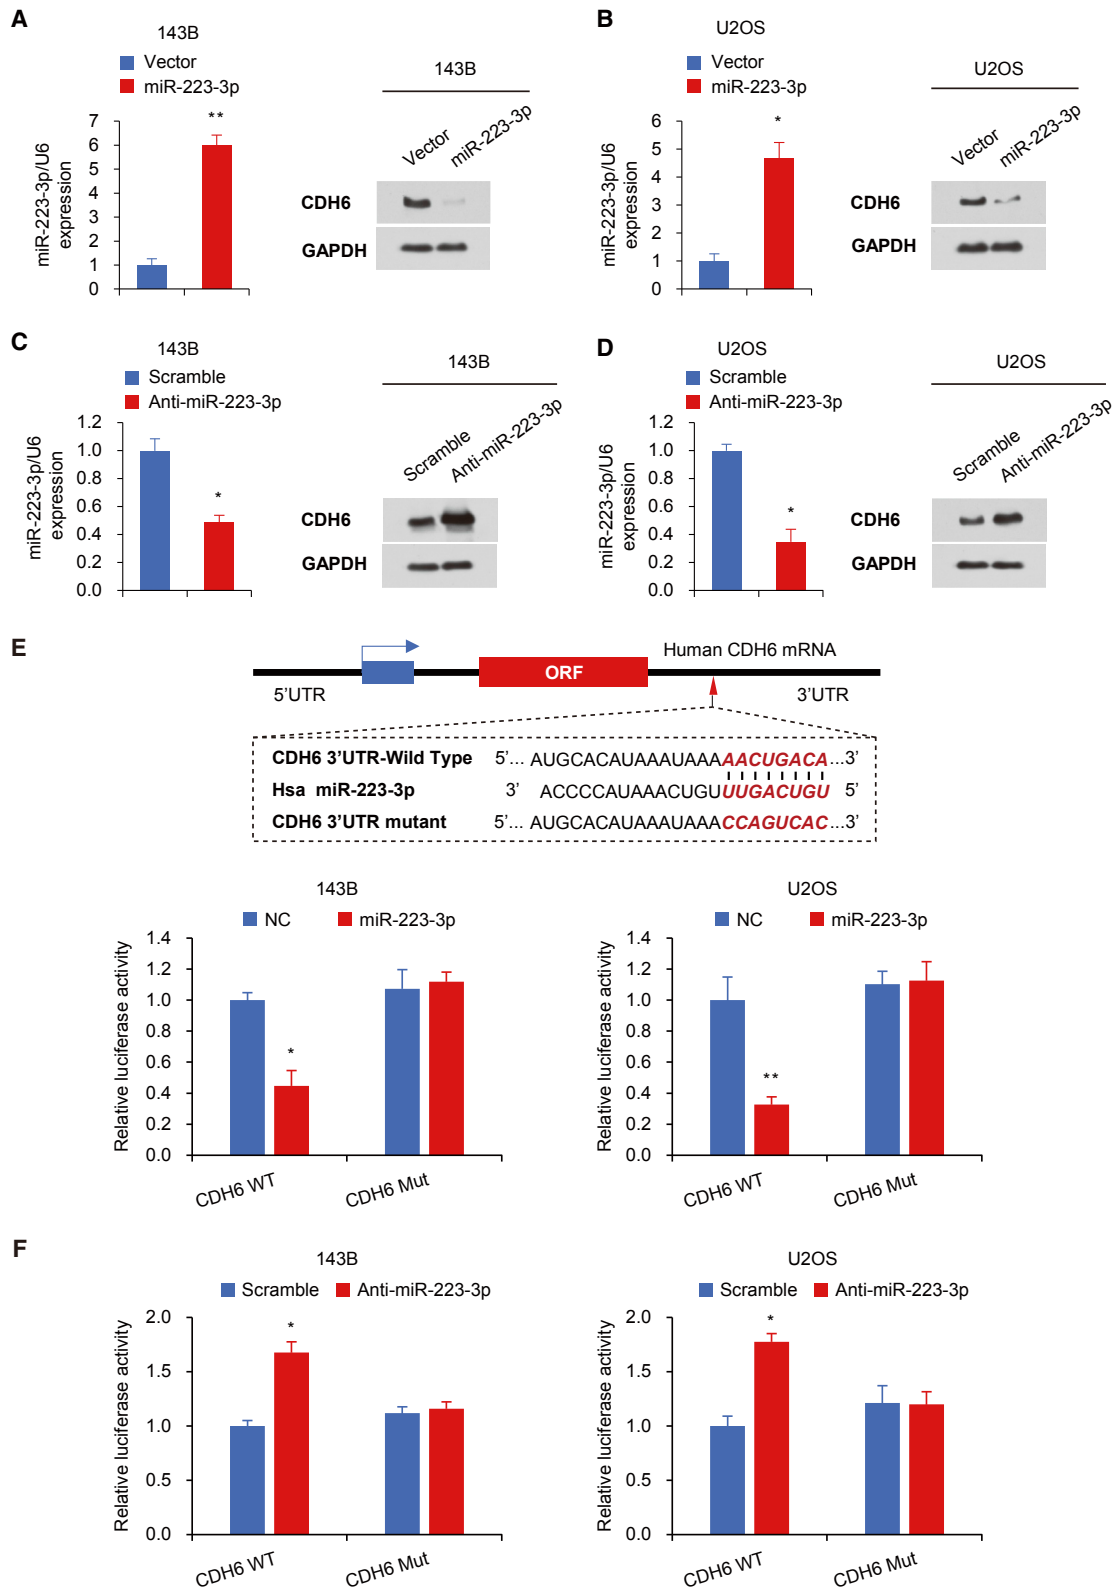 A
143B
Vector
miR-223-3p
miR-223-3p/U6
expression
7
6
5
4
3
2
1
0
**
143B
Vector
miR-223-3p
CDH6
GAPDH
B
U2OS
Vector
miR-223-3p
miR-223-3p/U6
expression
6
5
4
3
2
1
0
*
U2OS
Vector
miR-223-3p
CDH6
GAPDH
C
143B
Scramble
Anti-miR-223-3p
miR-223-3p/U6
expression
1.2
1.0
0.8
0.6
0.4
0.2
0.0
*
143B
Scramble
Anti-miR-223-3p
CDH6
GAPDH
D
U2OS
Scramble
Anti-miR-223-3p
miR-223-3p/U6
expression
1.2
1.0
0.8
0.6
0.4
0.2
0.0
*
U2OS
Scramble
Anti-miR-223-3p
CDH6
GAPDH
E
Human CDH6 mRNA
ORF
5'UTR
3'UTR
CDH6 3'UTR-Wild Type 5'... AUGCACAUAAAUAAAAACUGACA...3'
Hsa miR-223-3p 3' ACCCCAUAAACUGUUUGACUGU 5'
CDH6 3'UTR mutant 5'... AUGCACAUAAAUAAACCAGUCAC...3'
143B
NC
miR-223-3p
Relative luciferase activity
1.4
1.2
1.0
0.8
0.6
0.4
0.2
0.0
*
CDH6 WT
CDH6 Mut
U2OS
NC
miR-223-3p
Relative luciferase activity
1.4
1.2
1.0
0.8
0.6
0.4
0.2
0.0
**
CDH6 WT
CDH6 Mut
F
143B
Scramble
Anti-miR-223-3p
Relative luciferase activity
2.0
1.5
1.0
0.5
0.0
*
CDH6 WT
CDH6 Mut
U2OS
Scramble
Anti-miR-223-3p
Relative luciferase activity
2.0
1.5
1.0
0.5
0.0
*
CDH6 WT
CDH6 Mut